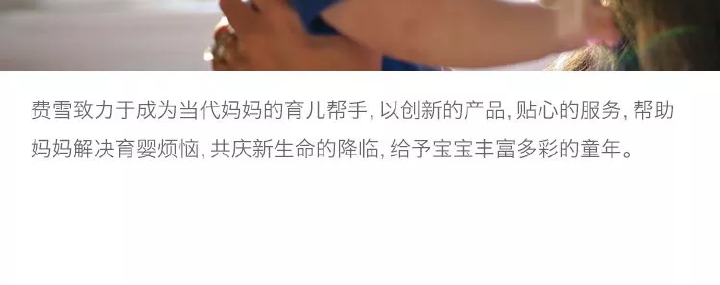 费雪致力于成为当代妈妈的育儿帮手, 以创新的产品, 贴心的服务, 帮助
妈妈解决育婴烦恼, 共庆新生命的降临, 给予宝宝丰富多彩的童年。